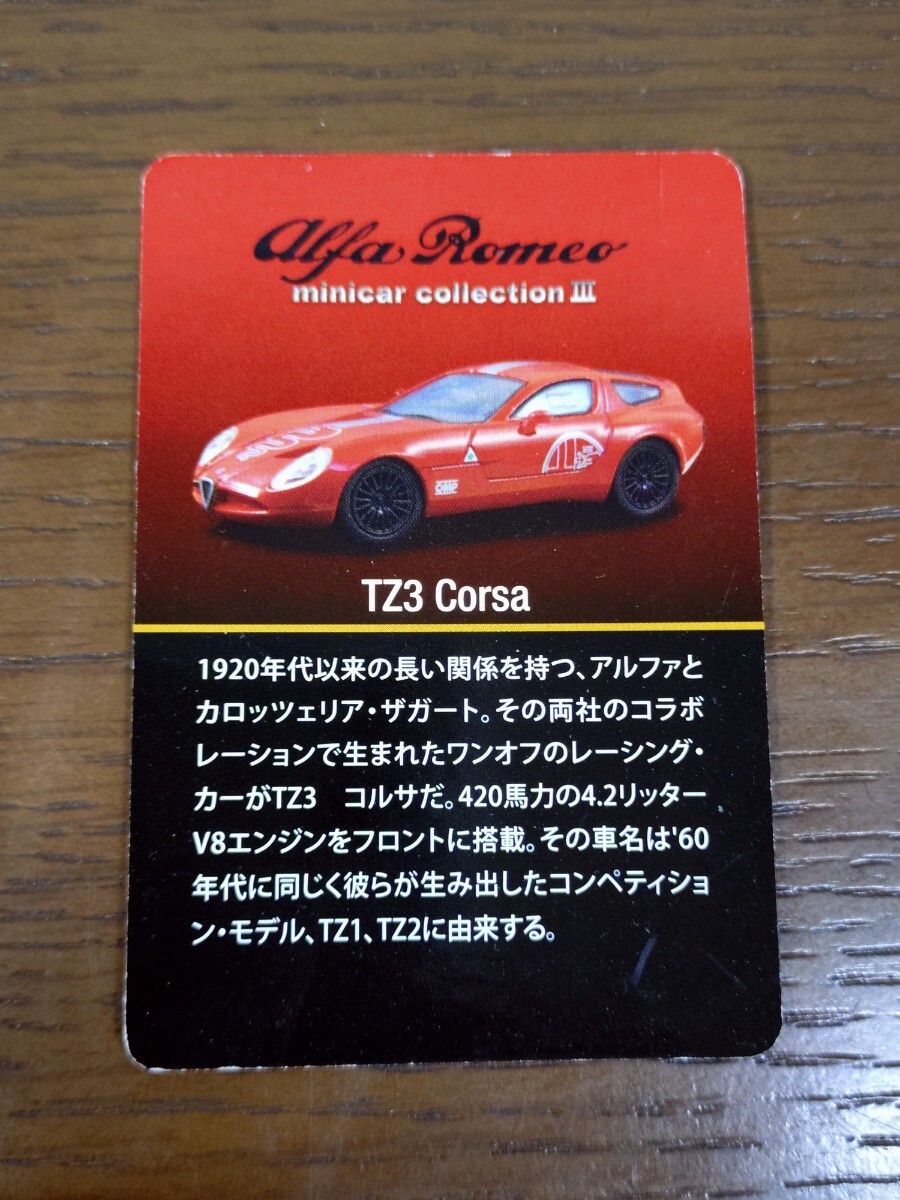 Alfa Romeo
minicar collection III
OMP
TZ3 Corsa
1920年代以来の長い関係を持つ、アルファと
カロッツェリア・ザガート。その両社のコラボ
レーションで生まれたワンオフのレーシング・
カーがTZ3　コルサだ。420馬力の4.2リッター
V8エンジンをフロントに搭載。その車名は'60
年代に同じく彼らが生み出したコンペティショ
ン・モデル、TZ1、TZ2に由来する。